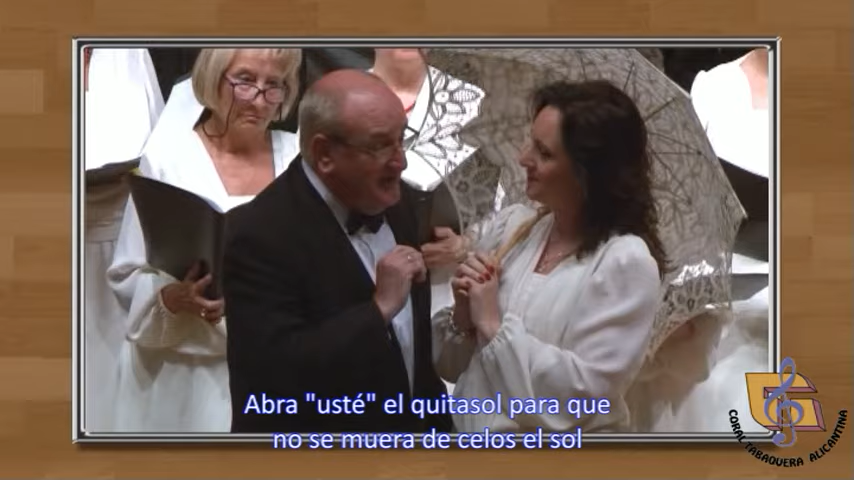 Abra "usté" el quitasol para que
no se muera de celos el sol
CORAL TABAQUERA ALICANTINA